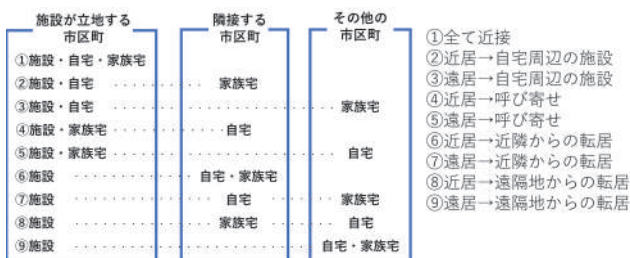 施設が立地する
市区町
隣接する
市区町
その他の
市区町
①施設・自宅・家族宅
②施設・自宅 ・・・・・・・・・・ 家族宅
③施設・自宅 ・・・・・・・・・・・・・・・・・・・・・・・・ 家族宅
④施設・家族宅 ・・・・・・・・・・ 自宅
⑤施設・家族宅 ・・・・・・・・・・・・・・・・・・・・・・・・ 自宅
⑥施設 ・・・・・・・・・・ 自宅・家族宅
⑦施設 ・・・・・・・・・・・・ 自宅 ・・・・・・ 家族宅
⑧施設 ・・・・・・・・・・・・ 家族宅 ・・・・・・ 自宅
⑨施設 ・・・・・・・・・・・・・・・・・・・・・・・・ 自宅・家族宅
①全て近接
②近居→自宅周辺の施設
③遠居→自宅周辺の施設
④近居→呼び寄せ
⑤遠居→呼び寄せ
⑥近居→近隣からの転居
⑦遠居→近隣からの転居
⑧近居→遠隔地からの転居
⑨遠居→遠隔地からの転居